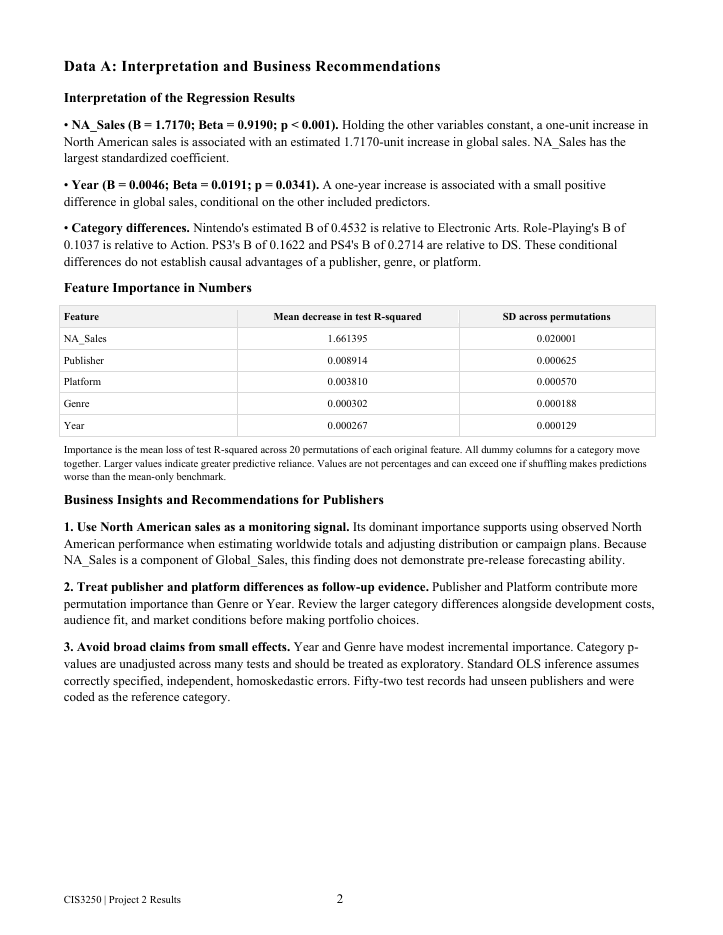 Data A: Interpretation and Business Recommendations
Interpretation of the Regression Results
• NA_Sales (B = 1.7170; Beta = 0.9190; p < 0.001). Holding the other variables constant, a one-unit increase in
North American sales is associated with an estimated 1.7170-unit increase in global sales. NA_Sales has the
largest standardized coefficient.
• Year (B = 0.0046; Beta = 0.0191; p = 0.0341). A one-year increase is associated with a small positive
difference in global sales, conditional on the other included predictors.
• Category differences. Nintendo's estimated B of 0.4532 is relative to Electronic Arts. Role-Playing's B of
0.1037 is relative to Action. PS3's B of 0.1622 and PS4's B of 0.2714 are relative to DS. These conditional
differences do not establish causal advantages of a publisher, genre, or platform.
Feature Importance in Numbers
Feature Mean decrease in test R-squared SD across permutations
NA_Sales 1.661395 0.020001
Publisher 0.008914 0.000625
Platform 0.003810 0.000570
Genre 0.000302 0.000188
Year 0.000267 0.000129
Importance is the mean loss of test R-squared across 20 permutations of each original feature. All dummy columns for a category move
together. Larger values indicate greater predictive reliance. Values are not percentages and can exceed one if shuffling makes predictions
worse than the mean-only benchmark.
Business Insights and Recommendations for Publishers
1. Use North American sales as a monitoring signal. Its dominant importance supports using observed North
American performance when estimating worldwide totals and adjusting distribution or campaign plans. Because
NA_Sales is a component of Global_Sales, this finding does not demonstrate pre-release forecasting ability.
2. Treat publisher and platform differences as follow-up evidence. Publisher and Platform contribute more
permutation importance than Genre or Year. Review the larger category differences alongside development costs,
audience fit, and market conditions before making portfolio choices.
3. Avoid broad claims from small effects. Year and Genre have modest incremental importance. Category p-
values are unadjusted across many tests and should be treated as exploratory. Standard OLS inference assumes
correctly specified, independent, homoskedastic errors. Fifty-two test records had unseen publishers and were
coded as the reference category.
CIS3250 | Project 2 Results 2